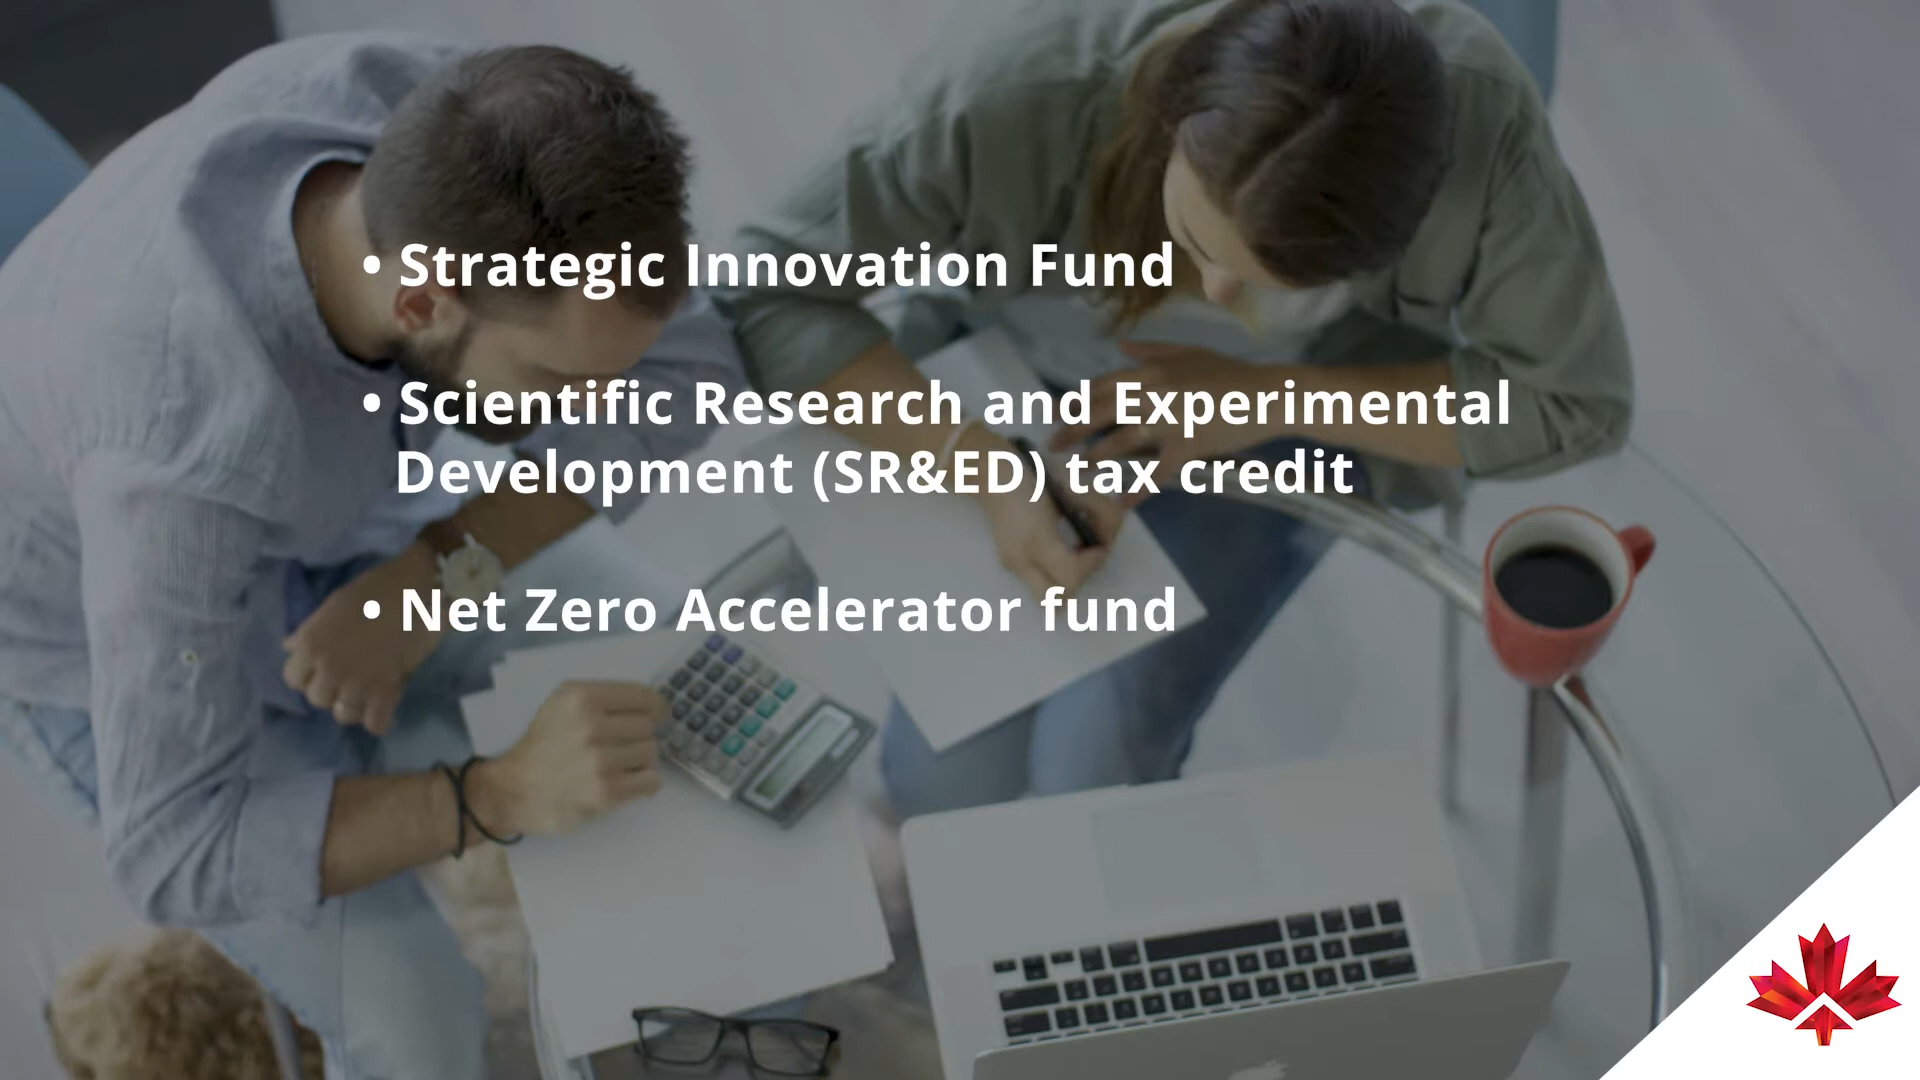 • Strategic Innovation Fund
• Scientific Research and Experimental
Development (SR&ED) tax credit
• Net Zero Accelerator fund